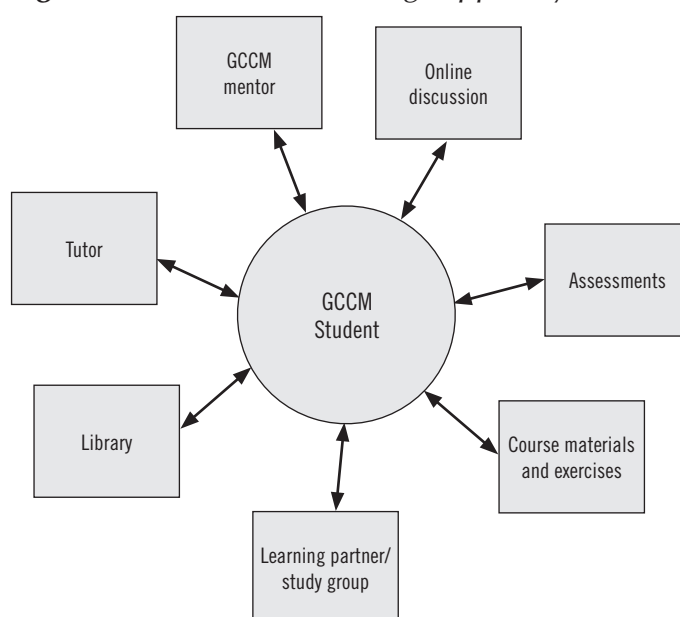 GCCM
mentor
Online
discussion
Tutor
GCCM
Student
Assessments
Library
Course materials
and exercises
Learning partner/
study group